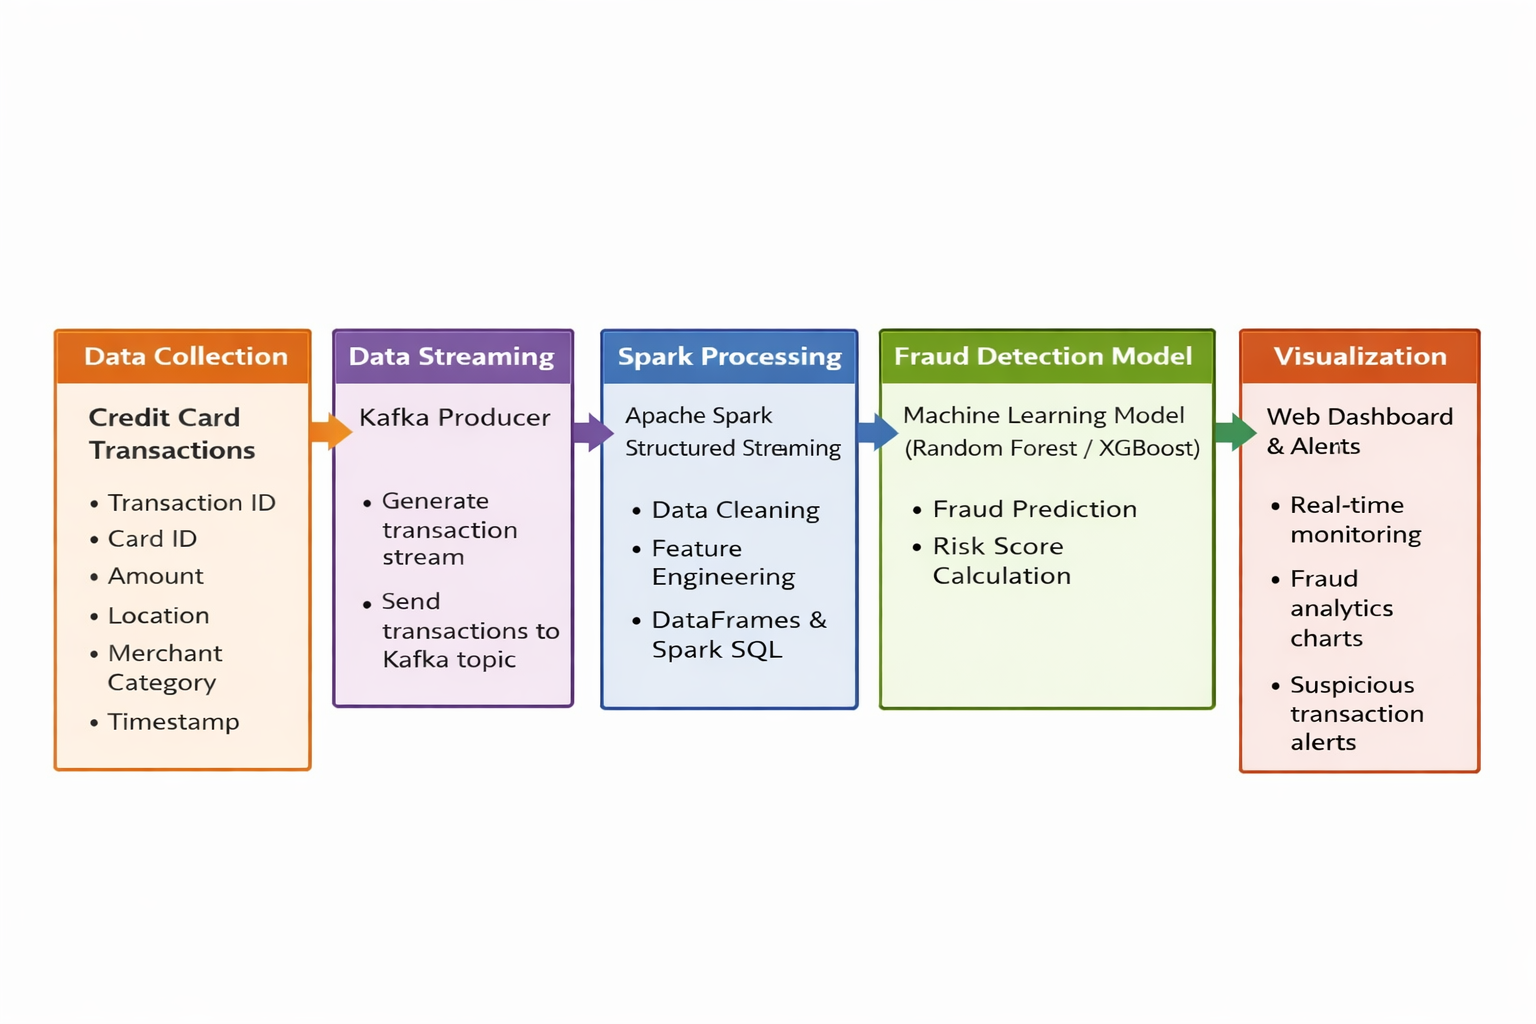 Data Collection
Credit Card
Transactions
• Transaction ID
• Card ID
• Amount
• Location
• Merchant
Category
• Timestamp
Data Streaming
Kafka Producer
• Generate
transaction
stream
• Send
transactions to
Kafka topic
Spark Processing
Apache Spark
Structured Streaming
• Data Cleaning
• Feature
Engineering
• DataFrames &
Spark SQL
Fraud Detection Model
Machine Learning Model
(Random Forest / XGBoost)
• Fraud Prediction
• Risk Score
Calculation
Visualization
Web Dashboard
& Alerts
• Real-time
monitoring
• Fraud
analytics
charts
• Suspicious
transaction
alerts